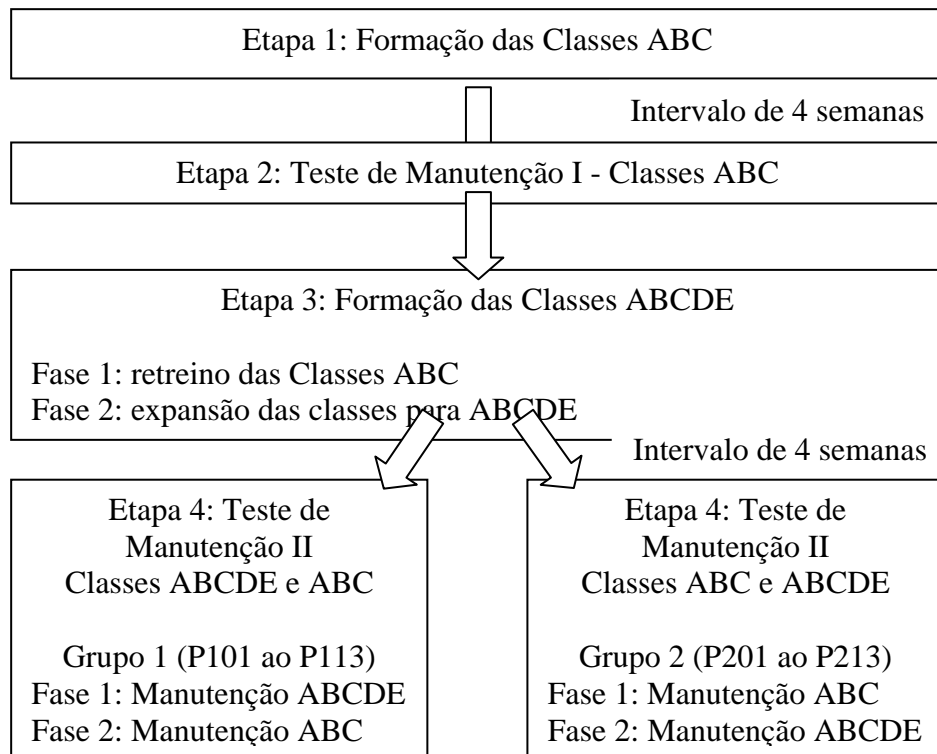 Etapa 1: Formação das Classes ABC
Intervalo de 4 semanas
Etapa 2: Teste de Manutenção I - Classes ABC
Etapa 3: Formação das Classes ABCDE
Fase 1: retreino das Classes ABC
Fase 2: expansão das classes para ABCDE
Intervalo de 4 semanas
Etapa 4: Teste de
Manutenção II
Classes ABCDE e ABC
Grupo 1 (P101 ao P113)
Fase 1: Manutenção ABCDE
Fase 2: Manutenção ABC
Etapa 4: Teste de
Manutenção II
Classes ABC e ABCDE
Grupo 2 (P201 ao P213)
Fase 1: Manutenção ABC
Fase 2: Manutenção ABCDE